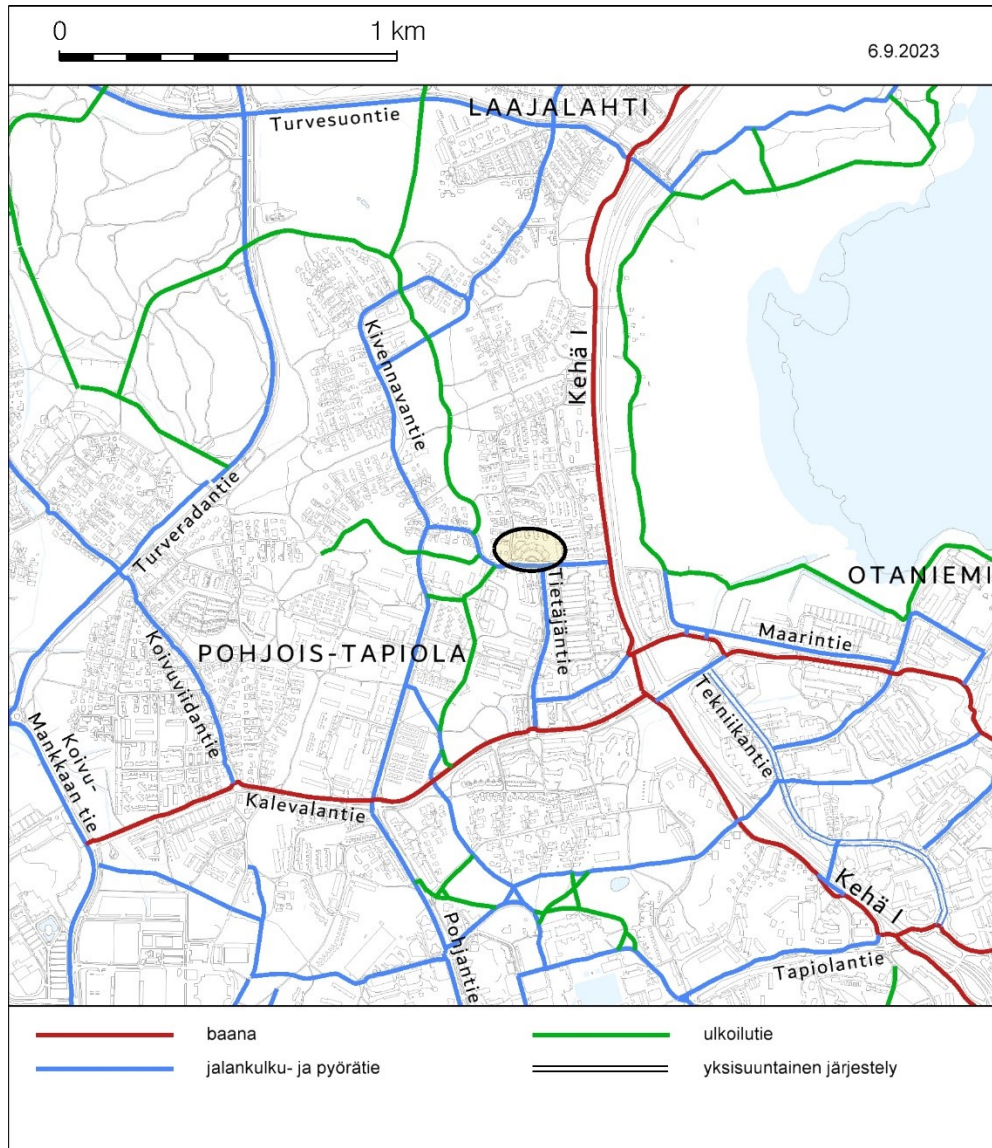 0 1 km
6.9.2023
LAAJALAHTI
Turvesuontie
Kehä I
Kivennavantie
Turveradantie
OTANIEMI
Tietäjäntie
Maarintie
POHJOIS-TAPIOLA
Koivuviidantie
Tekniikantie
Koivu-
Mankkaan tie
Kalevalantie
Kehä I
Pohjantie
Tapiolantie
baana
ulkoilutie
jalankulku- ja pyörätie
yksisuuntainen järjestely